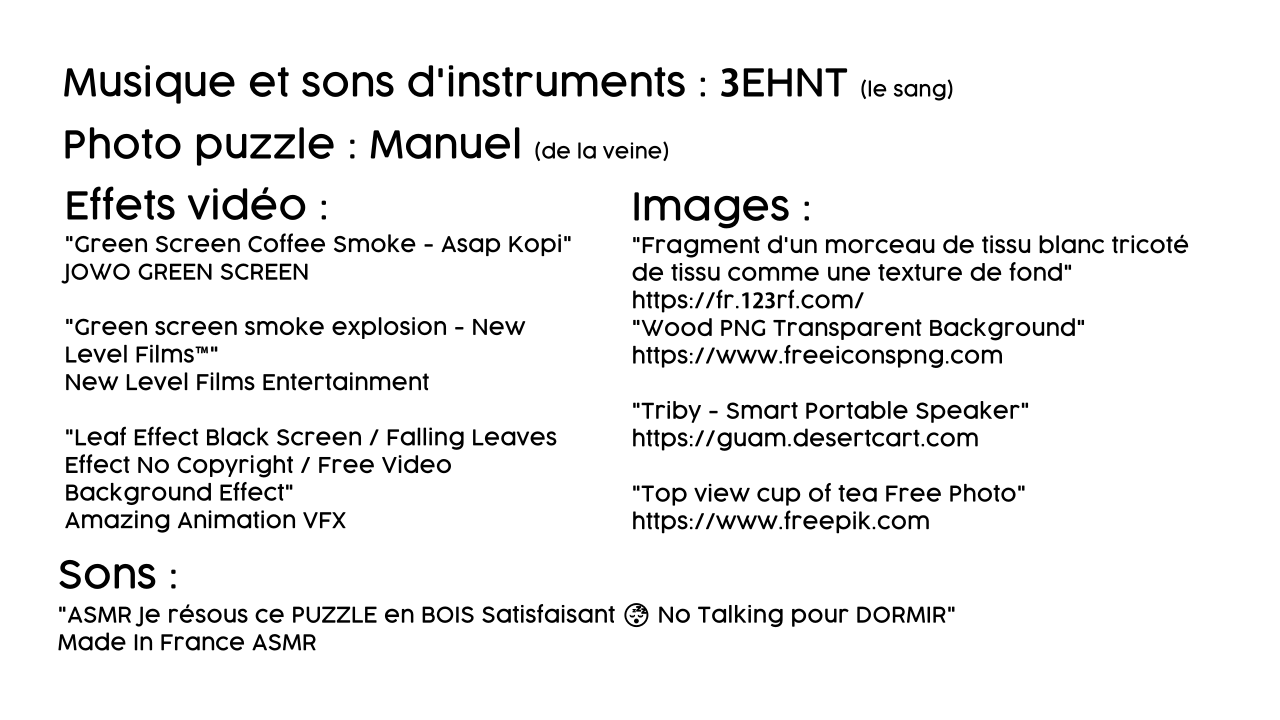 Musique et sons d'instruments : 3EHNT (le sang)
Photo puzzle : Manuel (de la veine)
Effets vidéo :
"Green Screen Coffee Smoke - Asap Kopi"
JOWO GREEN SCREEN
"Green screen smoke explosion - New
Level Films™"
New Level Films Entertainment
"Leaf Effect Black Screen / Falling Leaves
Effect No Copyright / Free Video
Background Effect"
Amazing Animation VFX
Images :
"Fragment d'un morceau de tissu blanc tricoté
de tissu comme une texture de fond"
https://fr.123rf.com/
"Wood PNG Transparent Background"
https://www.freeiconspng.com
"Triby - Smart Portable Speaker"
https://guam.desertcart.com
"Top view cup of tea Free Photo"
https://www.freepik.com
Sons :
"ASMR Je résous ce PUZZLE en BOIS Satisfaisant 😴 No Talking pour DORMIR"
Made In France ASMR